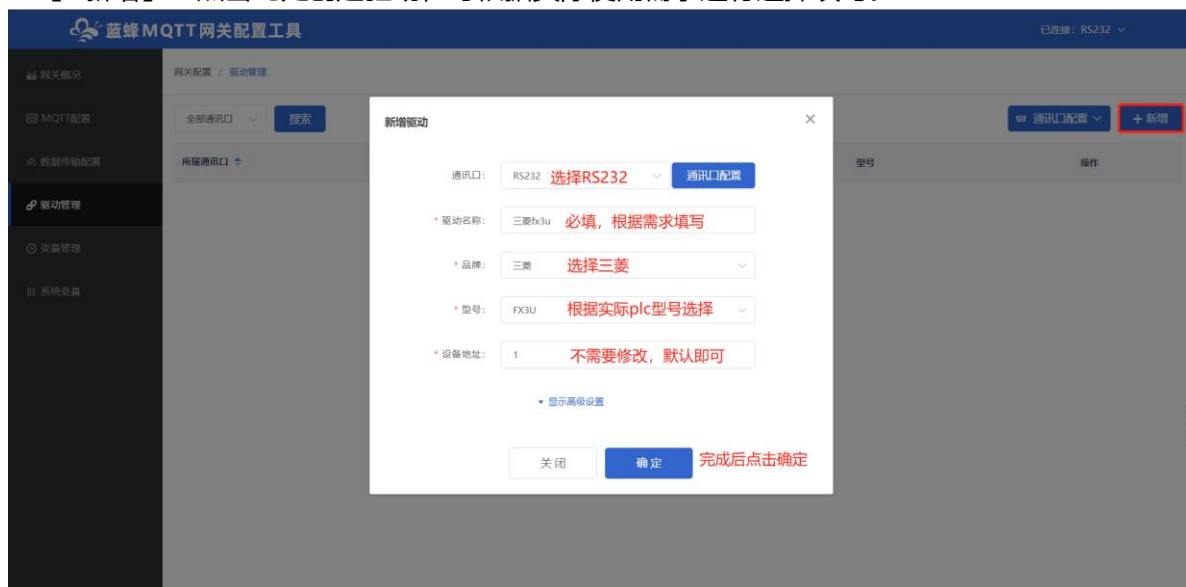 蓝蜂MQTT网关配置工具
已连接：RS232
网关概况
网关配置 / 驱动管理
MQTT配置
全部通讯口
搜索
通讯口配置
+ 新增
数据传输配置
所属通讯口
型号
操作
驱动管理
变量管理
系统变量
新增驱动
通讯口：
RS232
选择RS232
通讯口配置
* 驱动名称：
三菱fx3u
必填，根据需求填写
* 品牌：
三菱
选择三菱
* 型号：
FX3U
根据实际plc型号选择
* 设备地址：
1
不需要修改，默认即可
显示高级设置
关闭
确定
完成后点击确定